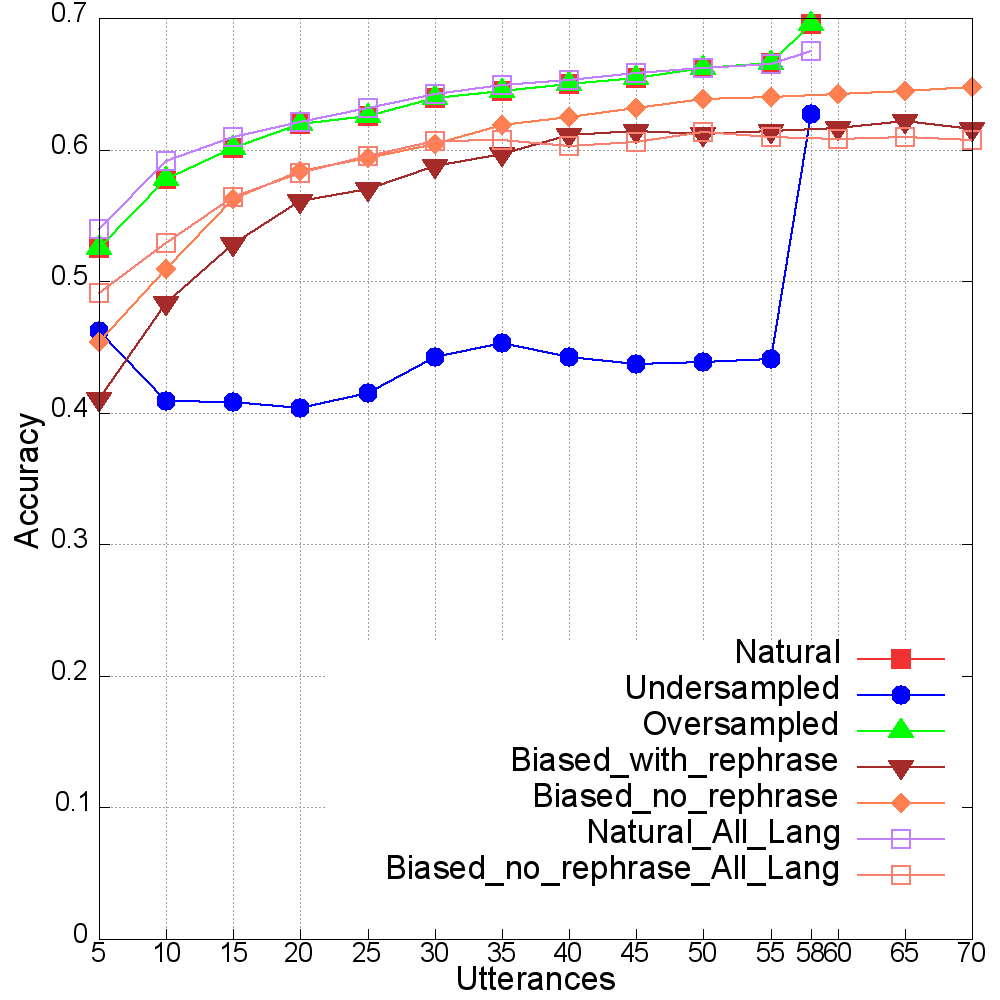 0.7
0.6
0.5
0.4
0.3
0.2
0.1
0
Accuracy
Natural
Undersampled
Oversampled
Biased_with_rephrase
Biased_no_rephrase
Natural_All_Lang
Biased_no_rephrase_All_Lang
5 10 15 20 25 30 35 40 45 50 55 58 60 65 70
Utterances